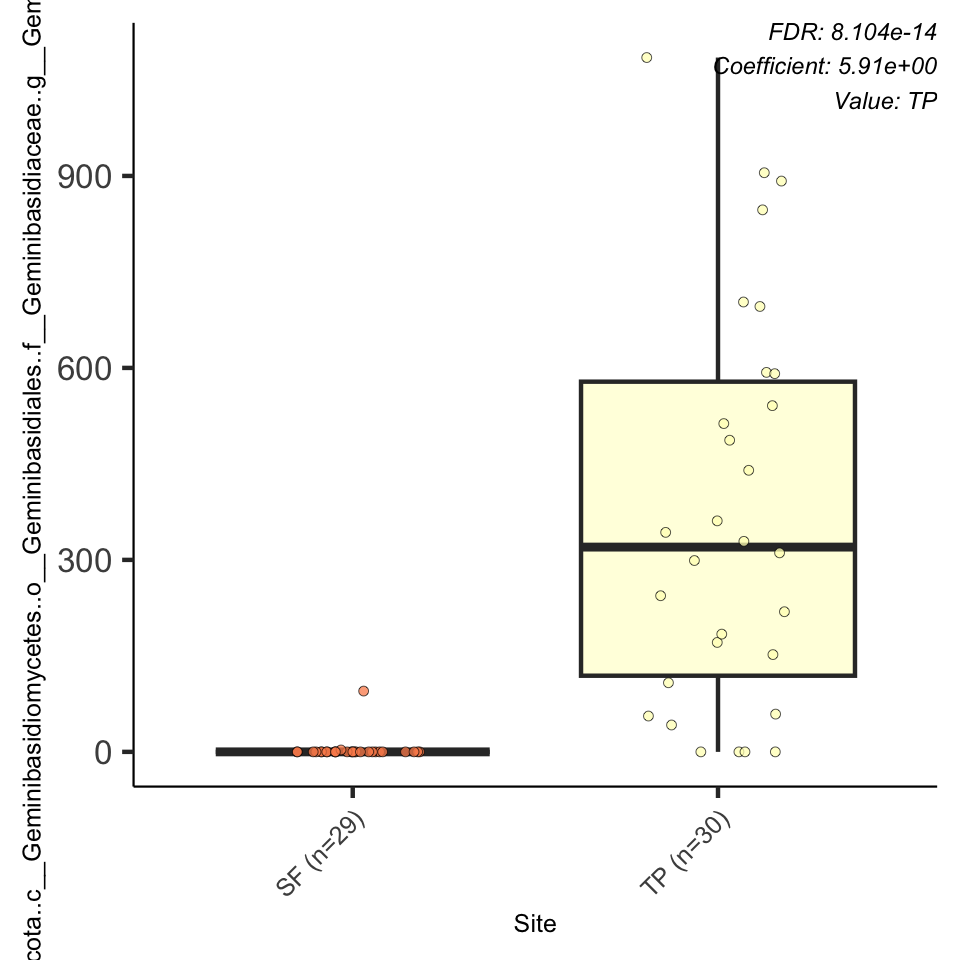 FDR: 8.104e-14
Coefficient: 5.91e+00
Value: TP
cota..c__Geminibasidiomycetes..o__Geminibasidiales..f__Geminibasidiaceae..g__Gem
900
600
300
0
SF (n=29)
TP (n=30)
Site